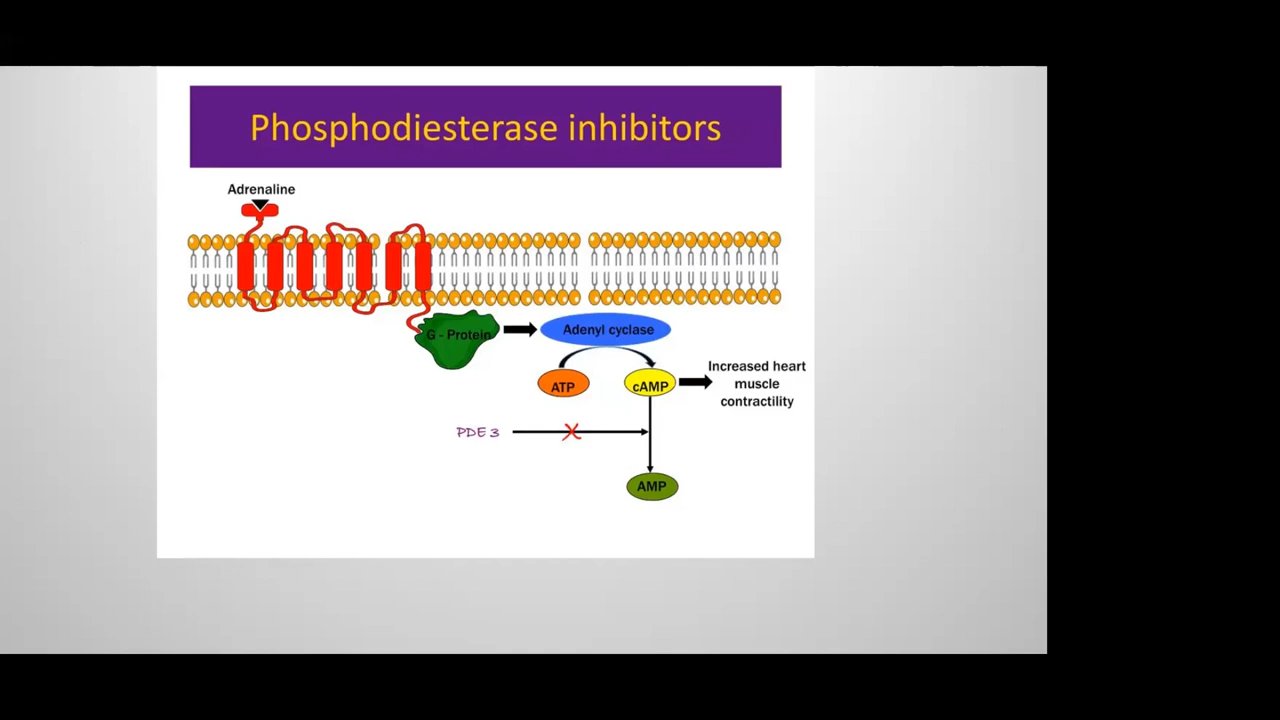 Phosphodiesterase inhibitors
Adrenaline
G - Protein
Adenyl cyclase
ATP
cAMP
Increased heart
muscle
contractility
PDE 3
AMP